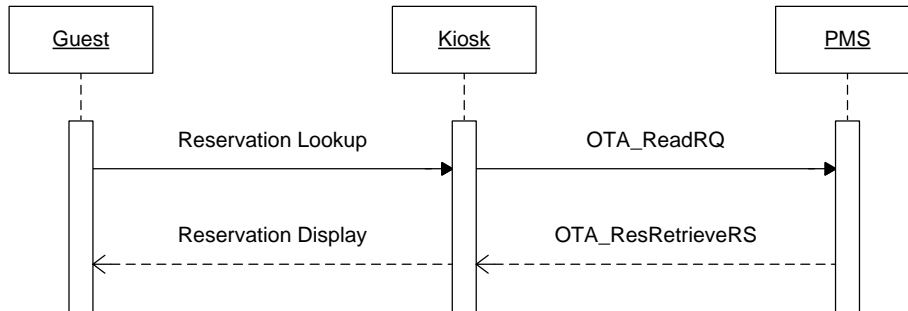 Guest
Kiosk
PMS
Reservation Lookup
OTA_ReadRQ
Reservation Display
OTA_ResRetrieveRS